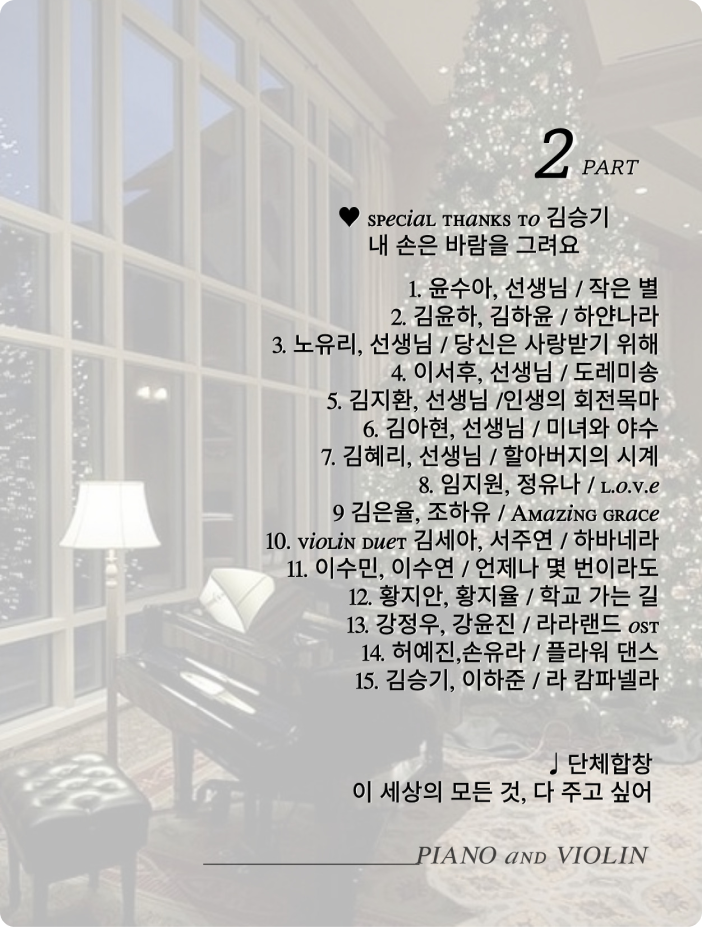 2 PART
♥ SPeciaL THaNKS To 김승기
내 손은 바람을 그려요
1. 윤수아, 선생님 / 작은 별
2. 김윤하, 김하윤 / 하얀나라
3. 노유리, 선생님 / 당신은 사랑받기 위해
4. 이서후, 선생님 / 도레미송
5. 김지환, 선생님 /인생의 회전목마
6. 김아현, 선생님 / 미녀와 야수
7. 김혜리, 선생님 / 할아버지의 시계
8. 임지원, 정유나 / L.o.v.e
9 김은율, 조하유 / AMaziNG GRaCe
10. VioLiN DueT 김세아, 서주연 / 하바네라
11. 이수민, 이수연 / 언제나 몇 번이라도
12. 황지안, 황지율 / 학교 가는 길
13. 강정우, 강윤진 / 라라랜드 oST
14. 허예진,손유라 / 플라워 댄스
15. 김승기, 이하준 / 라 캄파넬라
♩ 단체합창
이 세상의 모든 것, 다 주고 싶어
PIANO aND VIOLIN